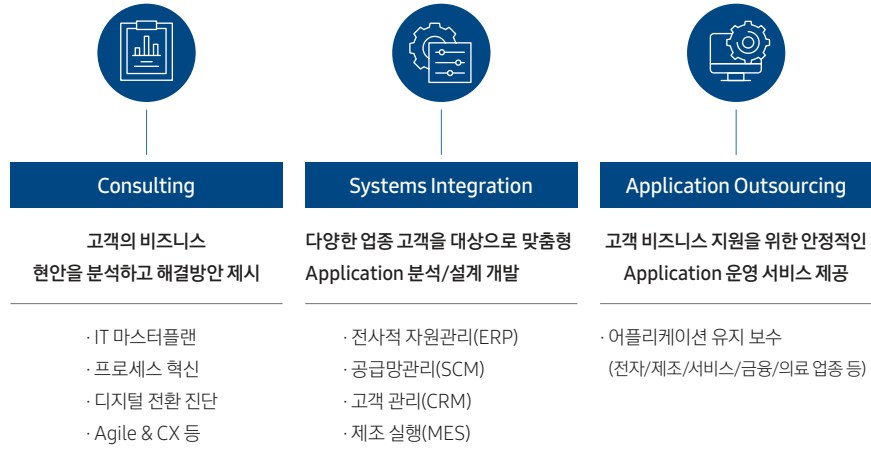 Consulting
고객의 비즈니스
현안을 분석하고 해결방안 제시
· IT 마스터플랜
· 프로세스 혁신
· 디지털 전환 진단
· Agile & CX 등
Systems Integration
다양한 업종 고객을 대상으로 맞춤형
Application 분석/설계 개발
· 전사적 자원관리(ERP)
· 공급망관리(SCM)
· 고객 관리(CRM)
· 제조 실행(MES)
Application Outsourcing
고객 비즈니스 지원을 위한 안정적인
Application 운영 서비스 제공
· 어플리케이션 유지 보수
(전자/제조/서비스/금융/의료 업종 등)